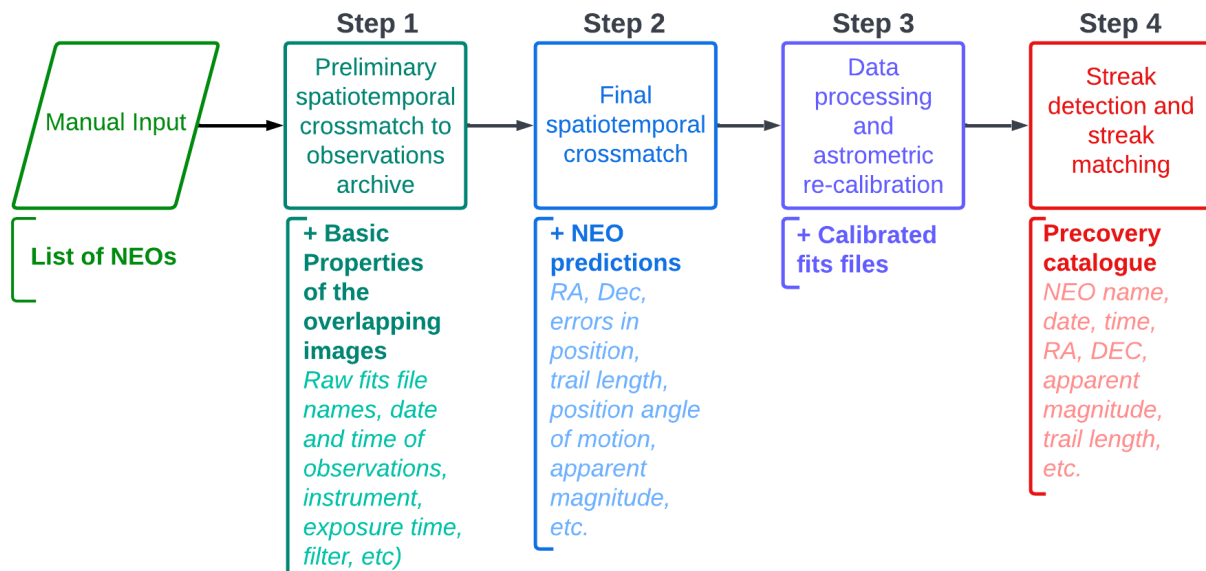 Manual Input
List of NEOs
Step 1
Preliminary
spatiotemporal
crossmatch to
observations
archive
+ Basic
Properties
of the
overlapping
images
Raw fits file
names, date
and time of
observations,
instrument,
exposure time,
filter, etc)
Step 2
Final
spatiotemporal
crossmatch
+ NEO
predictions
RA, Dec,
errors in
position,
trail length,
position angle
of motion,
apparent
magnitude,
etc.
Step 3
Data
processing
and
astrometric
re-calibration
+ Calibrated
fits files
Step 4
Streak
detection and
streak
matching
Precovery
catalogue
NEO name,
date, time,
RA, DEC,
apparent
magnitude,
trail length,
etc.